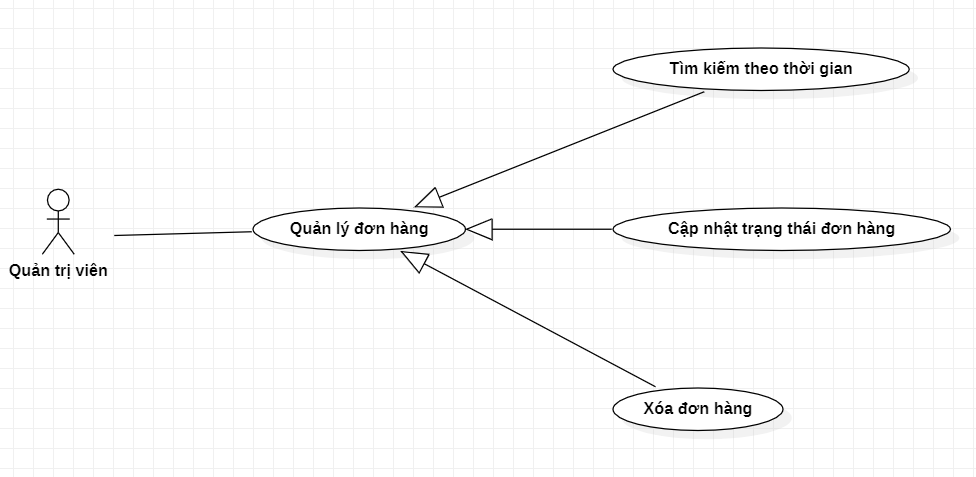 Tìm kiếm theo thời gian
Quản lý đơn hàng
Cập nhật trạng thái đơn hàng
Quản trị viên
Xóa đơn hàng